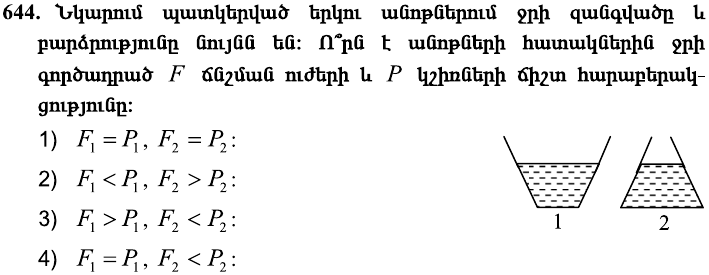 644. Նկարում պատկերված երկու անոթներում ջրի զանգվածը և
բարձրությունը նույնն են: Ո՞րն է անոթների հատակներին ջրի
գործադրած F ճնշման ուժերի և P կշիռների ճիշտ հարաբերակ-
ցությունը:
1) F₁ = P₁, F₂ = P₂:
2) F₁ < P₁, F₂ > P₂:
3) F₁ > P₁, F₂ < P₂:
4) F₁ = P₁, F₂ < P₂:
1 2